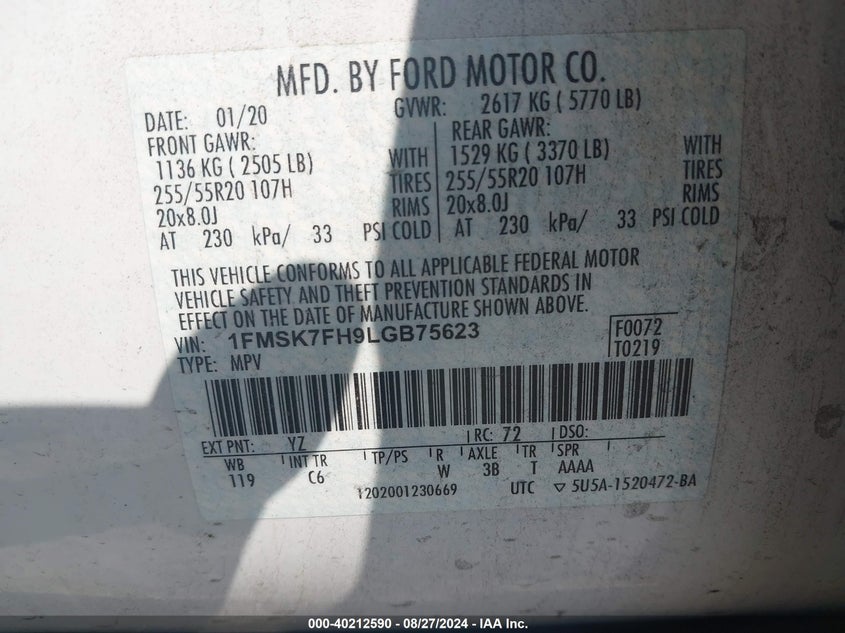 MFD. BY FORD MOTOR CO.
DATE: 01/20 GVWR: 2617 KG ( 5770 LB)
FRONT GAWR: REAR GAWR:
1136 KG ( 2505 LB) WITH 1529 KG ( 3370 LB) WITH
255/55R20 107H TIRES 255/55R20 107H TIRES
20x8.0J RIMS 20x8.0J RIMS
AT 230 kPa/ 33 PSI COLD AT 230 kPa/ 33 PSI COLD
THIS VEHICLE CONFORMS TO ALL APPLICABLE FEDERAL MOTOR
VEHICLE SAFETY AND THEFT PREVENTION STANDARDS IN
EFFECT ON THE DATE OF MANUFACTURE SHOWN ABOVE.
VIN: 1FMSK7FH9LGB75623 F0072
TYPE: MPV T0219
EXT PNT: YZ RC: 72 DSO:
WB INT TR TP/PS R AXLE TR SPR
119 C6 W 3B T AAAA
1202001230669 UTC ▽ 5U5A-1520472-BA
000-40212590 - 08/27/2024 - IAA Inc.